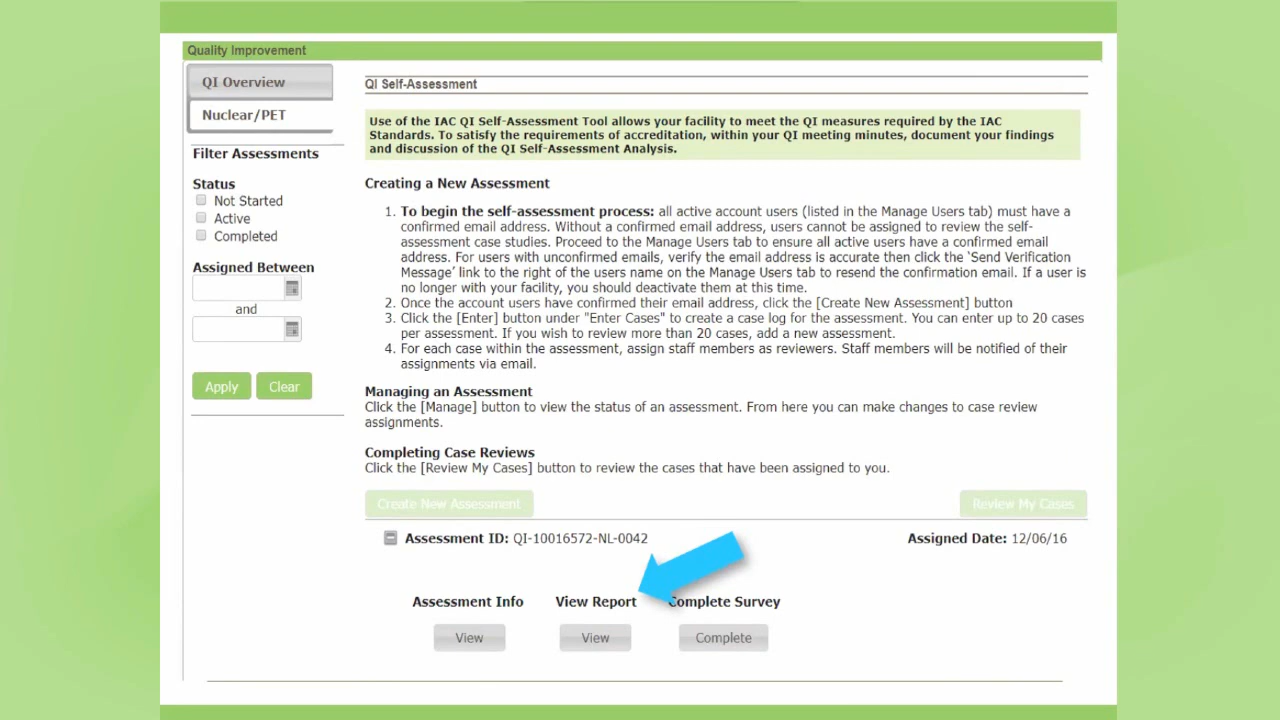 Quality Improvement
QI Overview
Nuclear/PET
Filter Assessments
Status
Not Started
Active
Completed
Assigned Between
and
Apply
Clear
QI Self-Assessment
Use of the IAC QI Self-Assessment Tool allows your facility to meet the QI measures required by the IAC
Standards. To satisfy the requirements of accreditation, within your QI meeting minutes, document your findings
and discussion of the QI Self-Assessment Analysis.
Creating a New Assessment
1. To begin the self-assessment process: all active account users (listed in the Manage Users tab) must have a
confirmed email address. Without a confirmed email address, users cannot be assigned to review the self-
assessment case studies. Proceed to the Manage Users tab to ensure all active users have a confirmed email
address. For users with unconfirmed emails, verify the email address is accurate then click the 'Send Verification
Message' link to the right of the users name on the Manage Users tab to resend the confirmation email. If a user is
no longer with your facility, you should deactivate them at this time.
2. Once the account users have confirmed their email address, click the [Create New Assessment] button
3. Click the [Enter] button under "Enter Cases" to create a case log for the assessment. You can enter up to 20 cases
per assessment. If you wish to review more than 20 cases, add a new assessment.
4. For each case within the assessment, assign staff members as reviewers. Staff members will be notified of their
assignments via email.
Managing an Assessment
Click the [Manage] button to view the status of an assessment. From here you can make changes to case review
assignments.
Completing Case Reviews
Click the [Review My Cases] button to review the cases that have been assigned to you.
Create New Assessment
Review My Cases
Assessment ID: QI-10016572-NL-0042
Assigned Date: 12/06/16
Assessment Info
View Report
Complete Survey
View
View
Complete